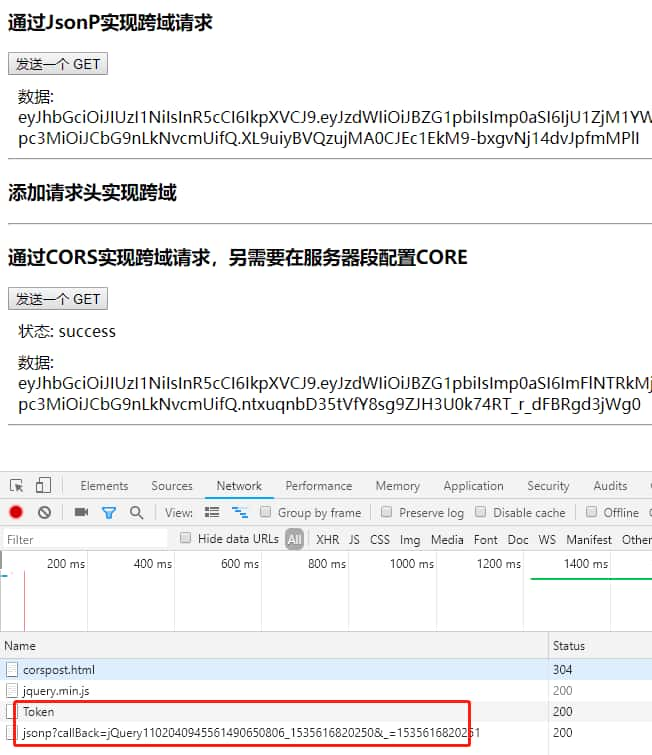 通过JsonP实现跨域请求
发送一个 GET
数据:
eyJhbGciOiJIUzI1NiIsInR5cCI6IkpXVCJ9.eyJzdWIiOiJBZG1pbiIsImp0aSI6IjU1ZjM1YW
pc3MiOiJCbG9nLkNvcmUifQ.XL9uiyBVQzujMA0CJEc1EkM9-bxgvNj14dvJpfmMPlI
添加请求头实现跨域
通过CORS实现跨域请求，另需要在服务器段配置CORE
发送一个 GET
状态: success
数据:
eyJhbGciOiJIUzI1NiIsInR5cCI6IkpXVCJ9.eyJzdWIiOiJBZG1pbiIsImp0aSI6ImFlNTRkMj
pc3MiOiJCbG9nLkNvcmUifQ.ntxuqnbD35tVfY8sg9ZJH3U0k74RT_r_dFBRgd3jWg0
Elements Sources Network Performance Memory Application Security Audits
View: Group by frame Preserve log Disable cache Offline
Filter Hide data URLs All XHR JS CSS Img Media Font Doc WS Manifest Other
200 ms 400 ms 600 ms 800 ms 1000 ms 1200 ms 1400 ms
Name Status
corspost.html 304
jquery.min.js 200
Token 200
jsonp?callBack=jQuery1102040945561490650806_1535616820250&_=1535616820251 200